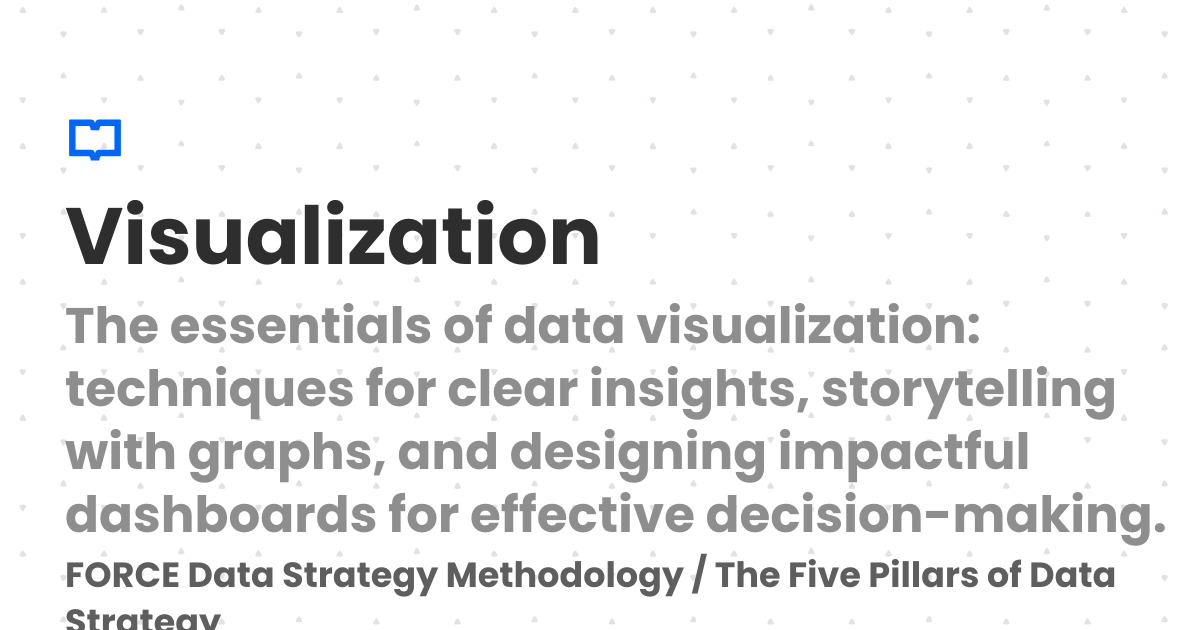 Visualization
The essentials of data visualization:
techniques for clear insights, storytelling
with graphs, and designing impactful
dashboards for effective decision-making.
FORCE Data Strategy Methodology / The Five Pillars of Data
Strategy